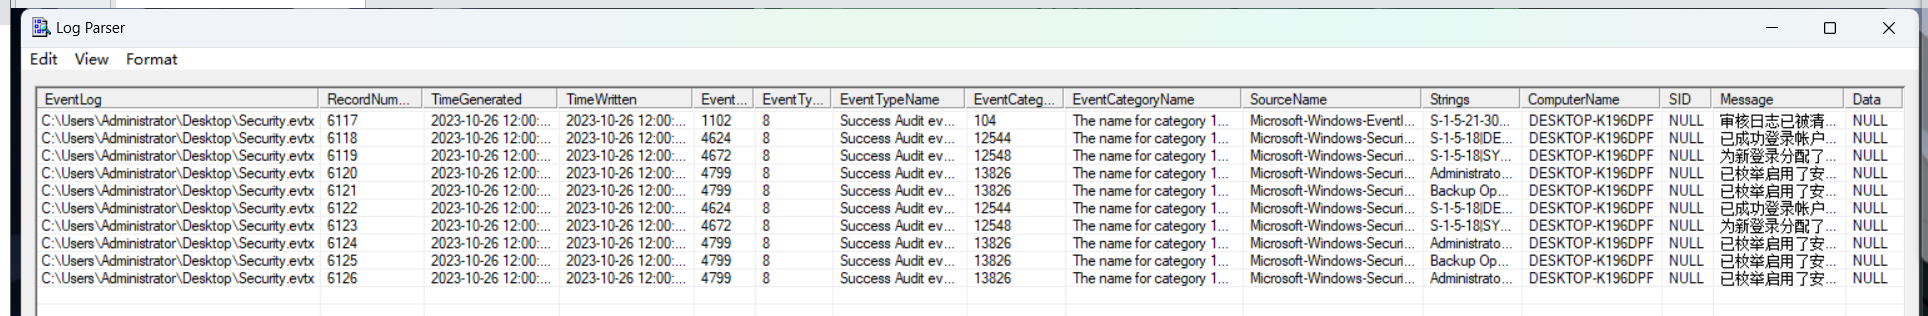 Log Parser
Edit View Format
EventLog RecordNum... TimeGenerated TimeWritten Event... EventTy... EventTypeName EventCateg... EventCategoryName SourceName Strings ComputerName SID Message Data
C:\Users\Administrator\Desktop\Security.evtx 6117 2023-10-26 12:00:... 2023-10-26 12:00:... 1102 8 Success Audit ev... 104 The name for category 1... Microsoft-Windows-Eventl... S-1-5-21-30... DESKTOP-K196DPF NULL 审核日志已被清... NULL
C:\Users\Administrator\Desktop\Security.evtx 6118 2023-10-26 12:00:... 2023-10-26 12:00:... 4624 8 Success Audit ev... 12544 The name for category 1... Microsoft-Windows-Securi... S-1-5-18|DE... DESKTOP-K196DPF NULL 已成功登录帐户... NULL
C:\Users\Administrator\Desktop\Security.evtx 6119 2023-10-26 12:00:... 2023-10-26 12:00:... 4672 8 Success Audit ev... 12548 The name for category 1... Microsoft-Windows-Securi... S-1-5-18|SY... DESKTOP-K196DPF NULL 为新登录分配了... NULL
C:\Users\Administrator\Desktop\Security.evtx 6120 2023-10-26 12:00:... 2023-10-26 12:00:... 4799 8 Success Audit ev... 13826 The name for category 1... Microsoft-Windows-Securi... Administrato... DESKTOP-K196DPF NULL 已枚举启用了安... NULL
C:\Users\Administrator\Desktop\Security.evtx 6121 2023-10-26 12:00:... 2023-10-26 12:00:... 4799 8 Success Audit ev... 13826 The name for category 1... Microsoft-Windows-Securi... Backup Op... DESKTOP-K196DPF NULL 已枚举启用了安... NULL
C:\Users\Administrator\Desktop\Security.evtx 6122 2023-10-26 12:00:... 2023-10-26 12:00:... 4624 8 Success Audit ev... 12544 The name for category 1... Microsoft-Windows-Securi... S-1-5-18|DE... DESKTOP-K196DPF NULL 已成功登录帐户... NULL
C:\Users\Administrator\Desktop\Security.evtx 6123 2023-10-26 12:00:... 2023-10-26 12:00:... 4672 8 Success Audit ev... 12548 The name for category 1... Microsoft-Windows-Securi... S-1-5-18|SY... DESKTOP-K196DPF NULL 为新登录分配了... NULL
C:\Users\Administrator\Desktop\Security.evtx 6124 2023-10-26 12:00:... 2023-10-26 12:00:... 4799 8 Success Audit ev... 13826 The name for category 1... Microsoft-Windows-Securi... Administrato... DESKTOP-K196DPF NULL 已枚举启用了安... NULL
C:\Users\Administrator\Desktop\Security.evtx 6125 2023-10-26 12:00:... 2023-10-26 12:00:... 4799 8 Success Audit ev... 13826 The name for category 1... Microsoft-Windows-Securi... Backup Op... DESKTOP-K196DPF NULL 已枚举启用了安... NULL
C:\Users\Administrator\Desktop\Security.evtx 6126 2023-10-26 12:00:... 2023-10-26 12:00:... 4799 8 Success Audit ev... 13826 The name for category 1... Microsoft-Windows-Securi... Administrato... DESKTOP-K196DPF NULL 已枚举启用了安... NULL